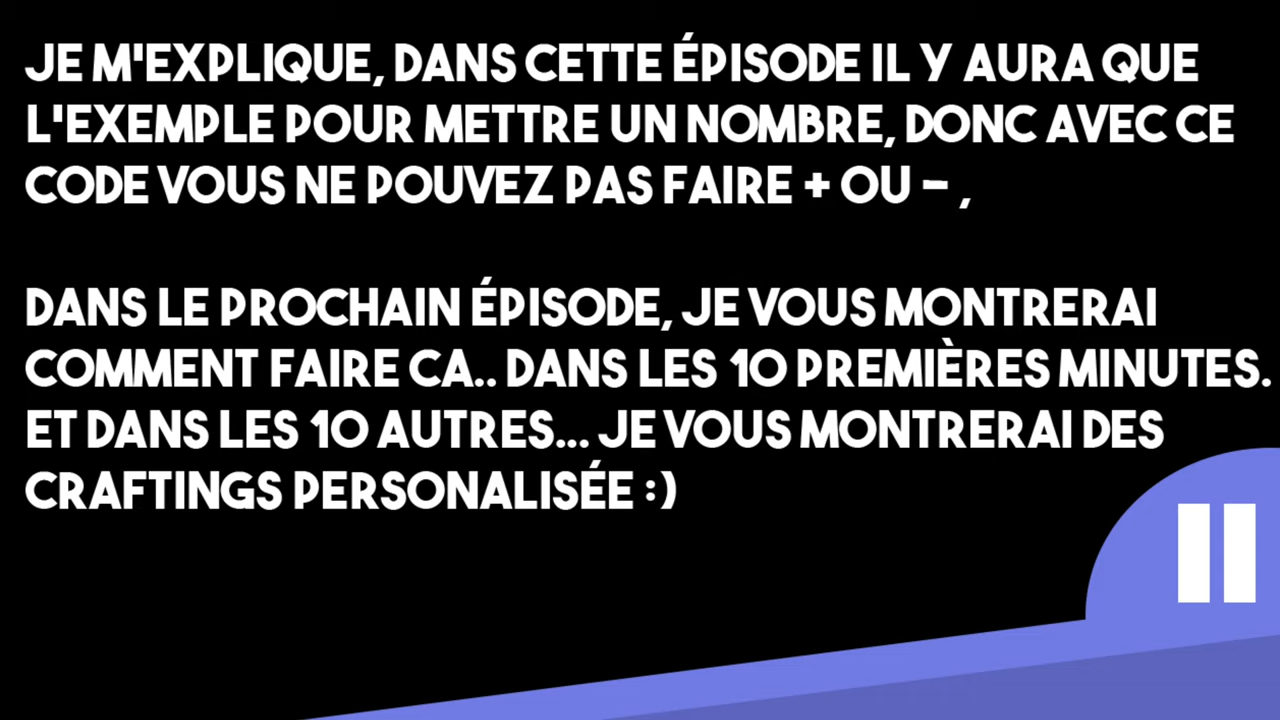 JE M'EXPLIQUE, DANS CETTE ÉPISODE IL Y AURA QUE
L'EXEMPLE POUR METTRE UN NOMBRE, DONC AVEC CE
CODE VOUS NE POUVEZ PAS FAIRE + OU - ,
DANS LE PROCHAIN ÉPISODE, JE VOUS MONTRERAI
COMMENT FAIRE CA.. DANS LES 10 PREMIÈRES MINUTES.
ET DANS LES 10 AUTRES... JE VOUS MONTRERAI DES
CRAFTINGS PERSONALISÉE :)